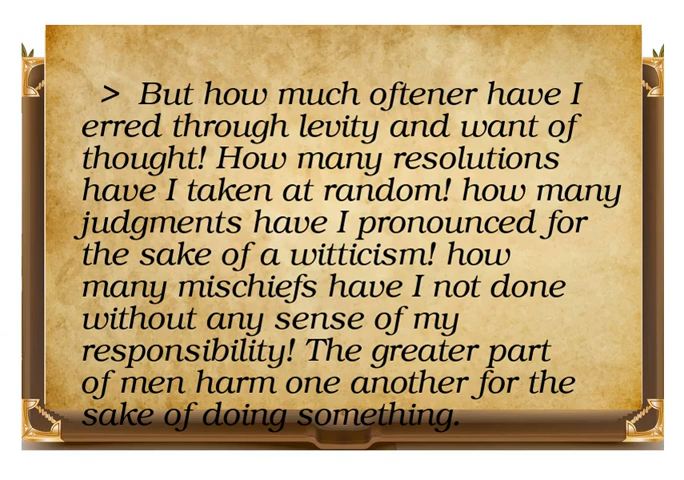 > But how much oftener have I
erred through levity and want of
thought! How many resolutions
have I taken at random! how many
judgments have I pronounced for
the sake of a witticism! how
many mischiefs have I not done
without any sense of my
responsibility! The greater part
of men harm one another for the
sake of doing something.